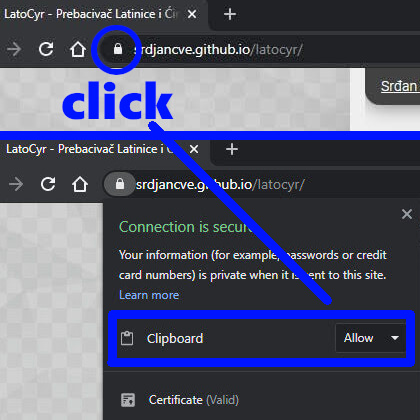 LatoCyr - Prebacivač Latinice i Ćir
srdjancve.github.io/latocyr/
Srđan
click
LatoCyr - Prebacivač Latinice i Ć
srdjancve.github.io/latocyr/
Connection is secure
Your information (for example, passwords or credit
card numbers) is private when it is sent to this site.
Learn more
Clipboard
Allow
Certificate (Valid)